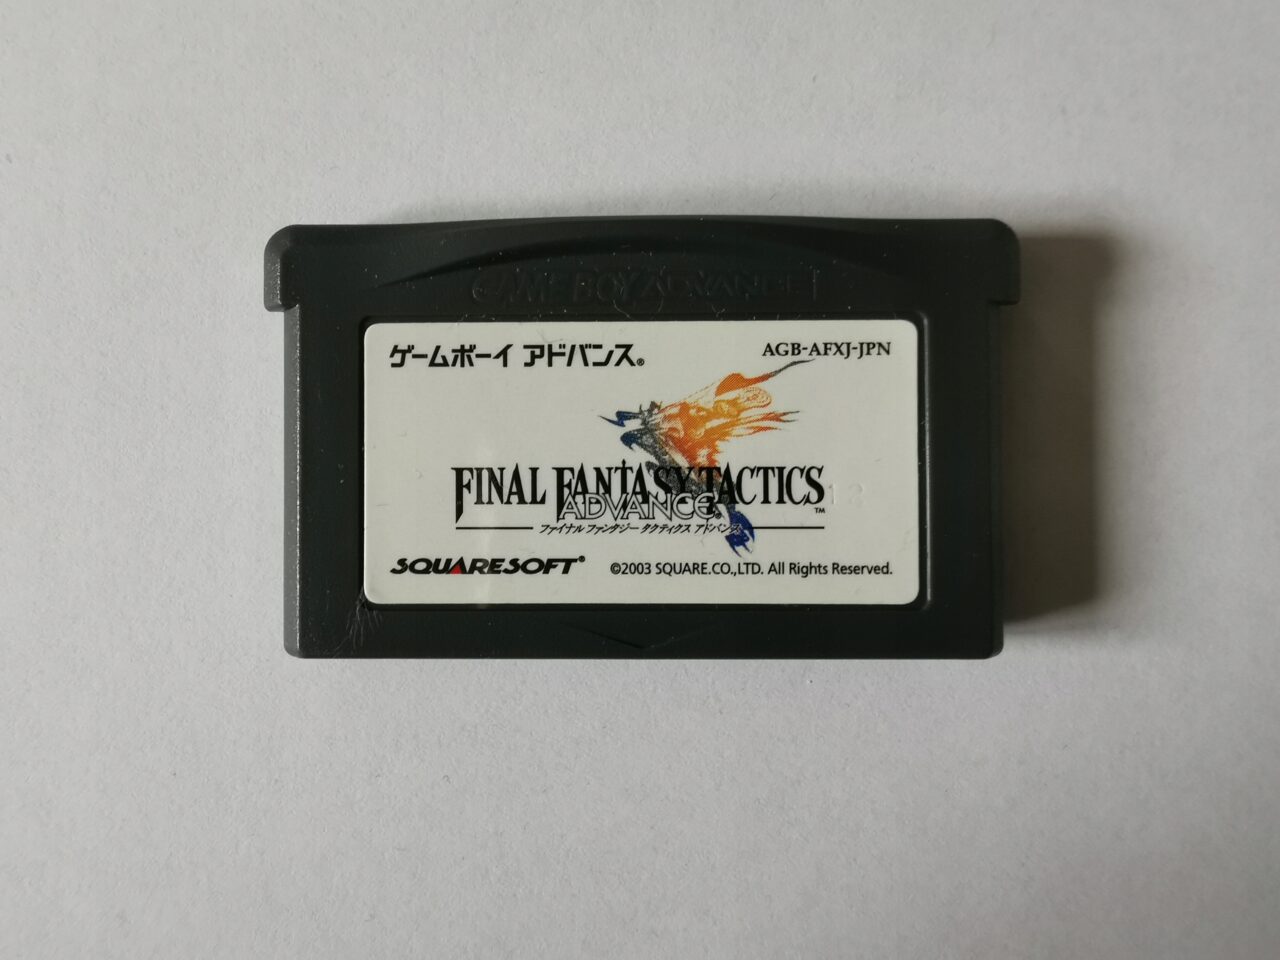 GAME BOY ADVANCE
ゲームボーイ アドバンス®
AGB-AFXJ-JPN
FINAL FANTASY TACTICS™
ADVANCE®
ファイナルファンタジー タクティクス アドバンス
SQUARESOFT®
©2003 SQUARE.CO.,LTD. All Rights Reserved.